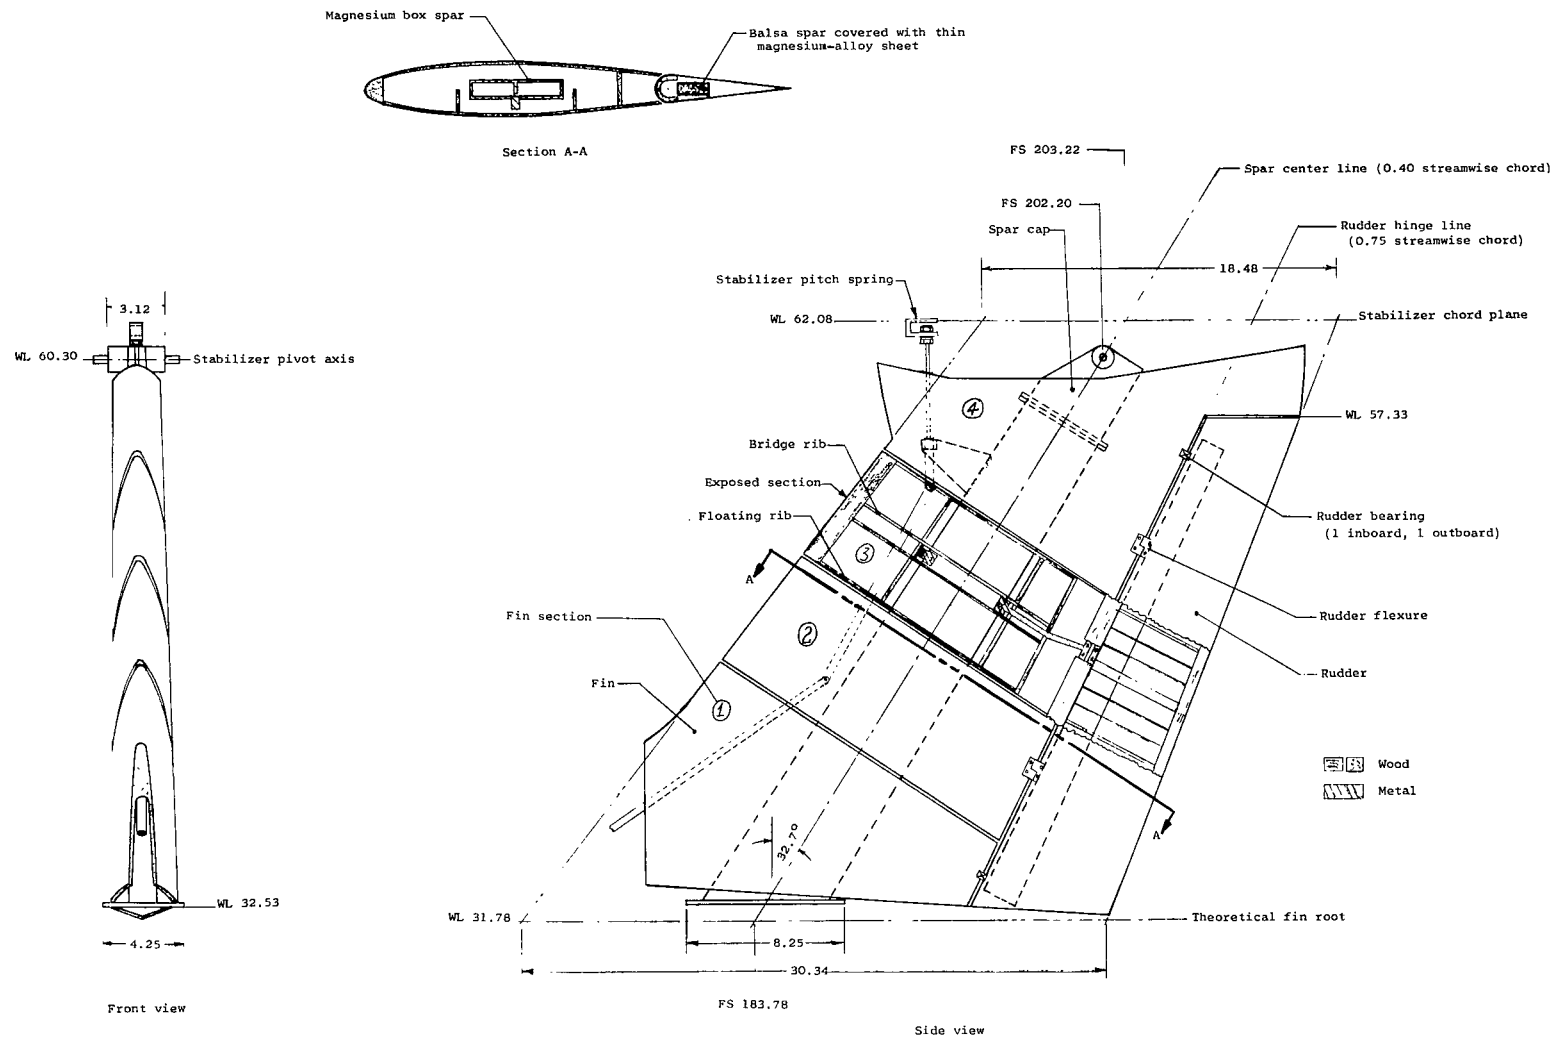 Magnesium box spar
Balsa spar covered with thin
magnesium-alloy sheet
Section A-A
FS 203.22
Spar center line (0.40 streamwise chord)
FS 202.20
Spar cap
Rudder hinge line
(0.75 streamwise chord)
18.48
Stabilizer pitch spring
WL 62.08
Stabilizer chord plane
3.12
WL 60.30
Stabilizer pivot axis
4
WL 57.33
Bridge rib
Exposed section
Floating rib
Rudder bearing
(1 inboard, 1 outboard)
3
A
Fin section
Rudder flexure
2
Fin
Rudder
1
Wood
Metal
A
32.7°
WL 32.53
WL 31.78
Theoretical fin root
4.25
8.25
30.34
FS 183.78
Front view
Side view